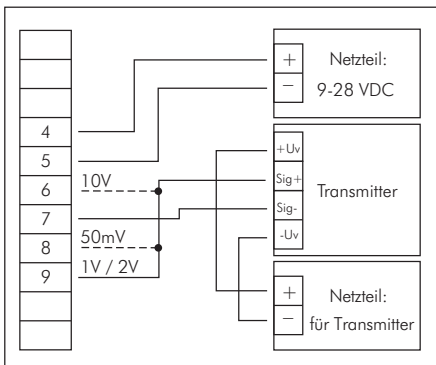 4
5
6
7
8
9
10V
50mV
1V / 2V
+
−
Netzteil:
9-28 VDC
+Uv
Sig+
Sig-
-Uv
Transmitter
+
−
Netzteil:
für Transmitter